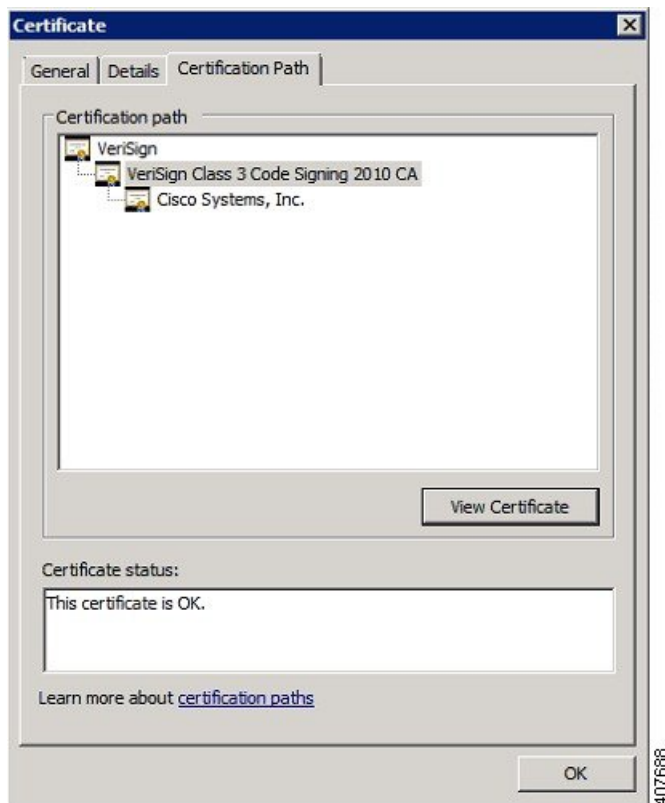 Certificate
General Details Certification Path
Certification path
VeriSign
VeriSign Class 3 Code Signing 2010 CA
Cisco Systems, Inc.
View Certificate
Certificate status:
This certificate is OK.
Learn more about certification paths
OK
407688